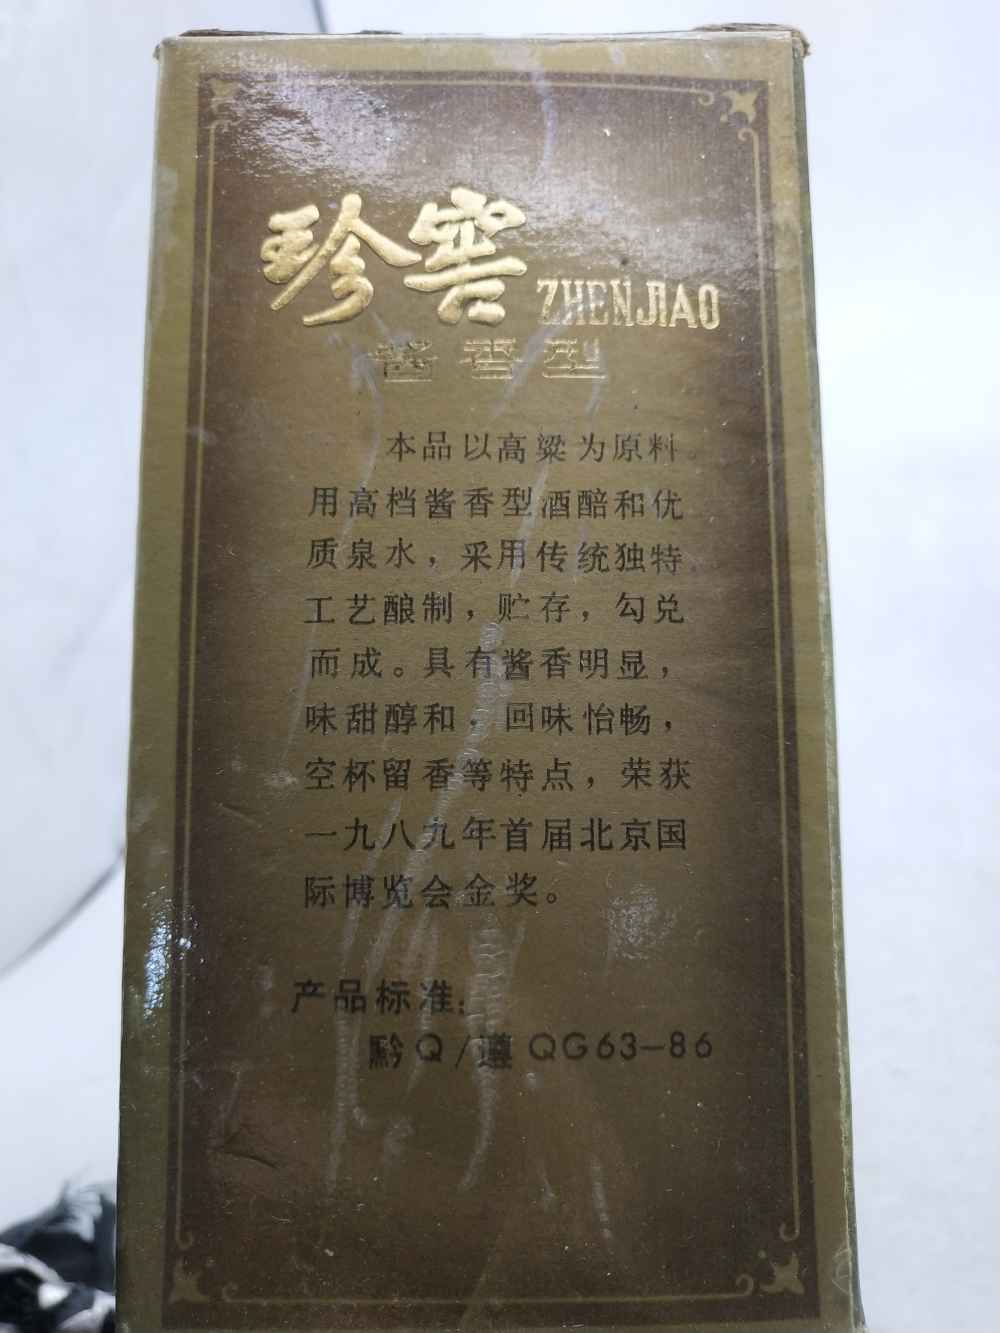 珍窖 ZHENJIAO
酱香型
本品以高粱为原料。
用高档酱香型酒醅和优
质泉水，采用传统独特
工艺酿制，贮存，勾兑
而成。具有酱香明显，
味甜醇和，回味怡畅，
空杯留香等特点，荣获
一九八九年首届北京国
际博览会金奖。
产品标准：
黔Q/遵QG63-86